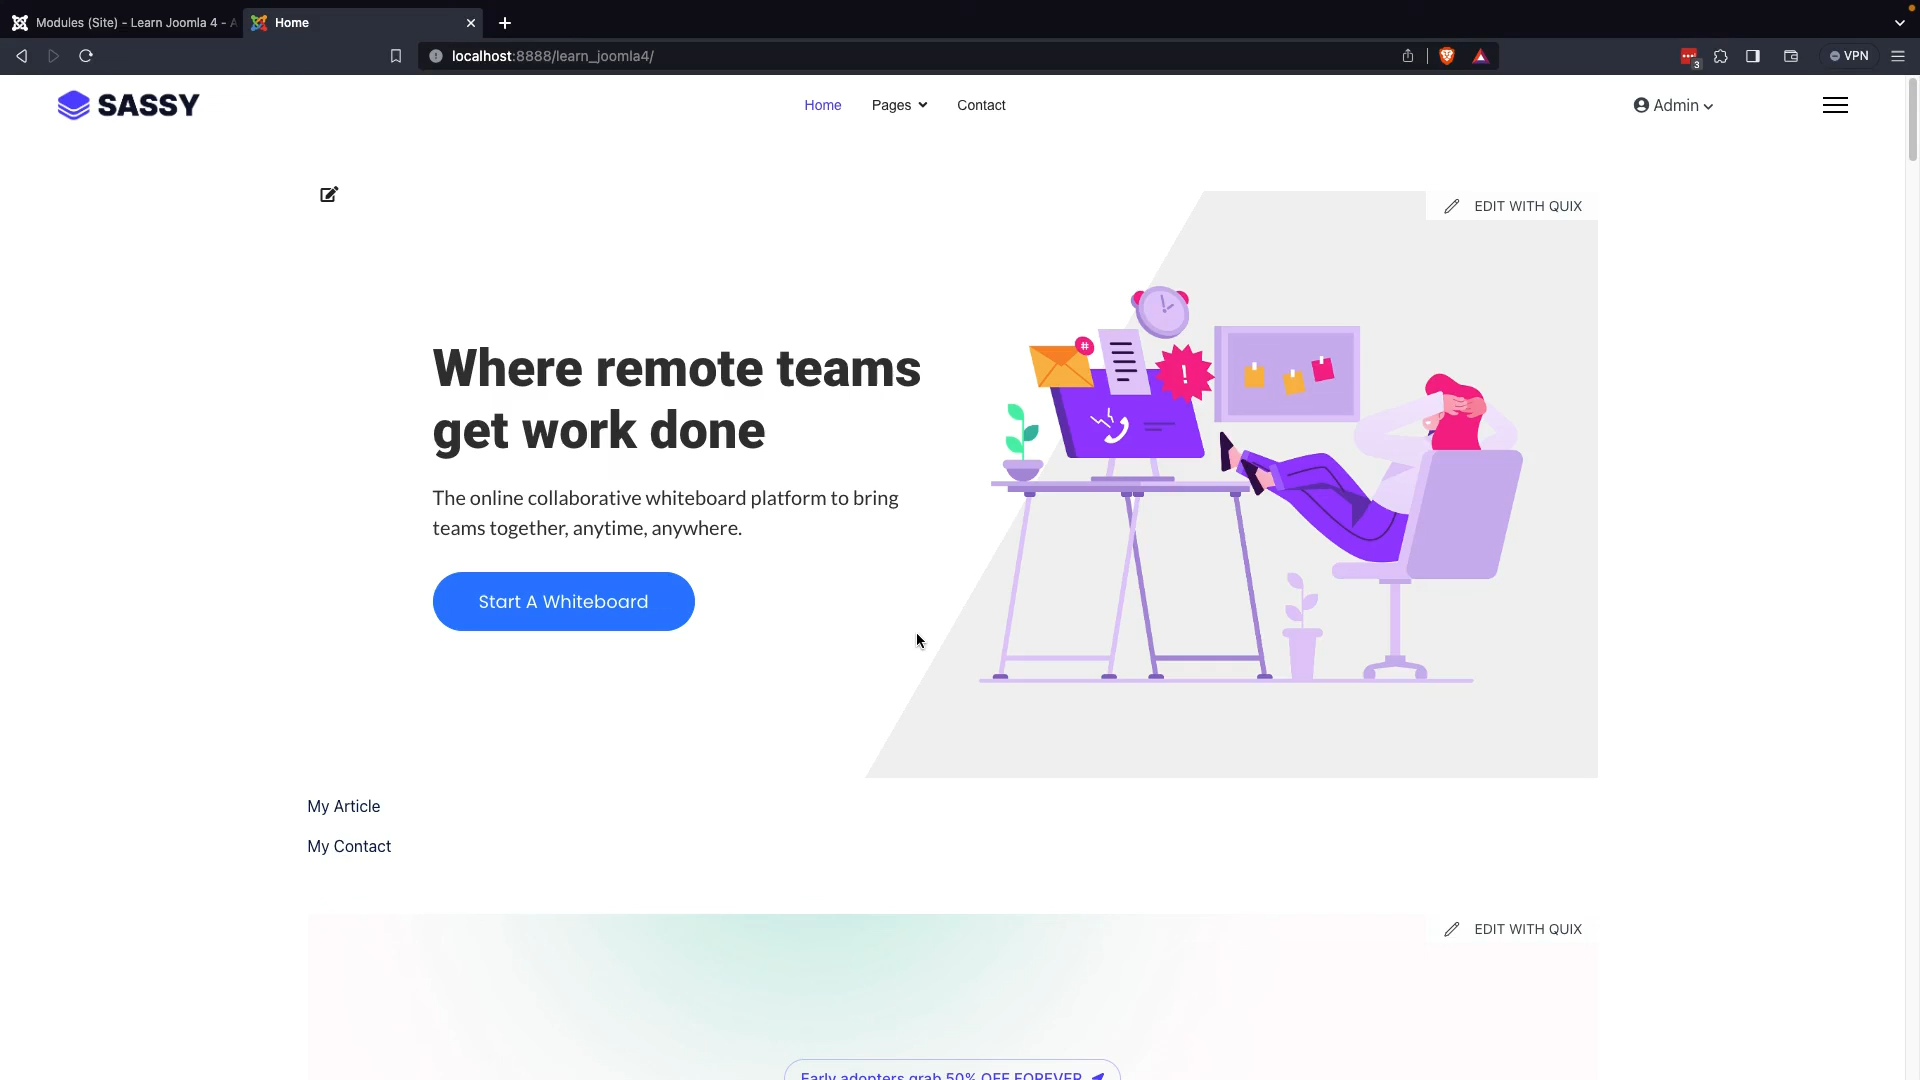 Modules (Site) - Learn Joomla 4 - A
Home
localhost:8888/learn_joomla4/
3
VPN
SASSY
Home
Pages
Contact
Admin
EDIT WITH QUIX
#
!
Where remote teams
get work done
The online collaborative whiteboard platform to bring
teams together, anytime, anywhere.
Start A Whiteboard
My Article
My Contact
EDIT WITH QUIX
Early adopters grab 50% OFF FOREVER